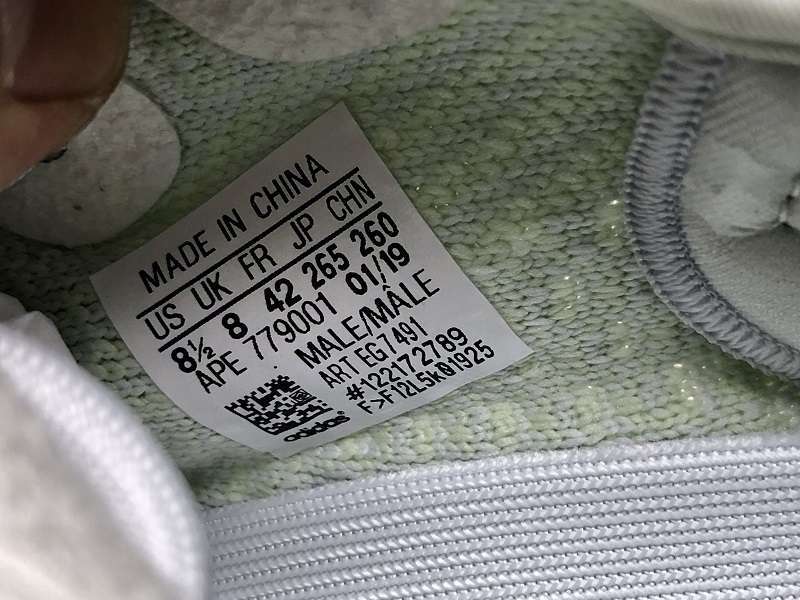 MADE IN CHINA
US UK FR JP CHN
8½ 8 42 265 260
APE 779001 01/19
MALE/MÂLE
ART EG7491
#122172789
F>F12L5k01925
adidas